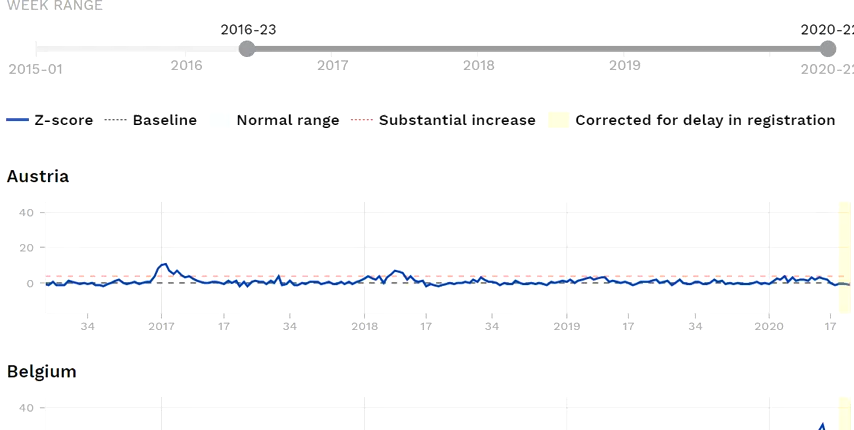 WEEK RANGE
2016-23 2020-22
2015-01 2016 2017 2018 2019 2020-21
Z-score Baseline Normal range Substantial increase Corrected for delay in registration
Austria
40
20
0
34 2017 17 34 2018 17 34 2019 17 34 2020 17
Belgium
40